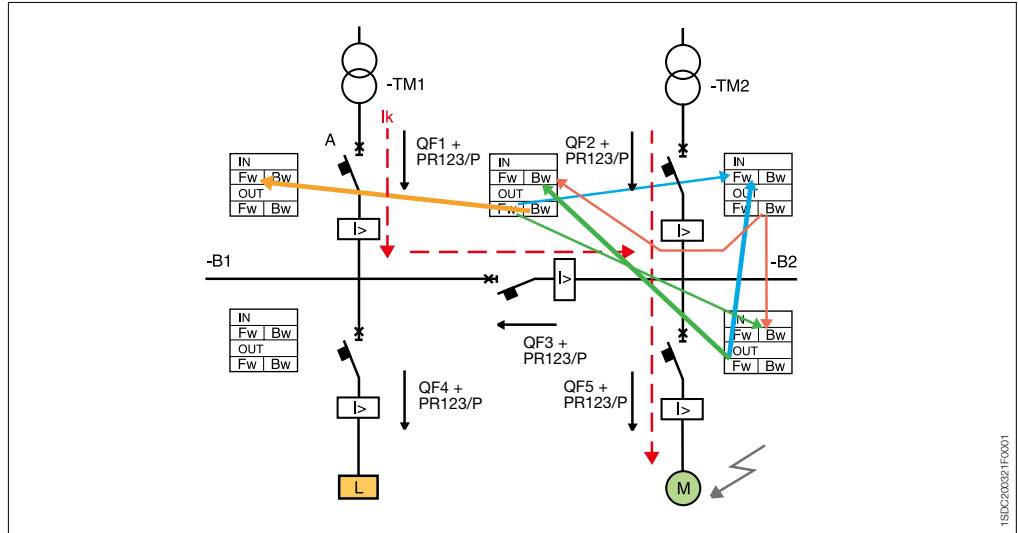 -TM1
-TM2
Ik
A
QF1 +
PR123/P
QF2 +
PR123/P
IN
Fw Bw
OUT
Fw Bw
IN
Fw Bw
OUT
Fw Bw
IN
Fw Bw
OUT
Fw Bw
I>
I>
-B1
-B2
I>
IN
Fw Bw
OUT
Fw Bw
IN
Fw Bw
OUT
Fw Bw
QF3 +
PR123/P
QF4 +
PR123/P
QF5 +
PR123/P
I>
I>
L
M
1SDC200321F0001